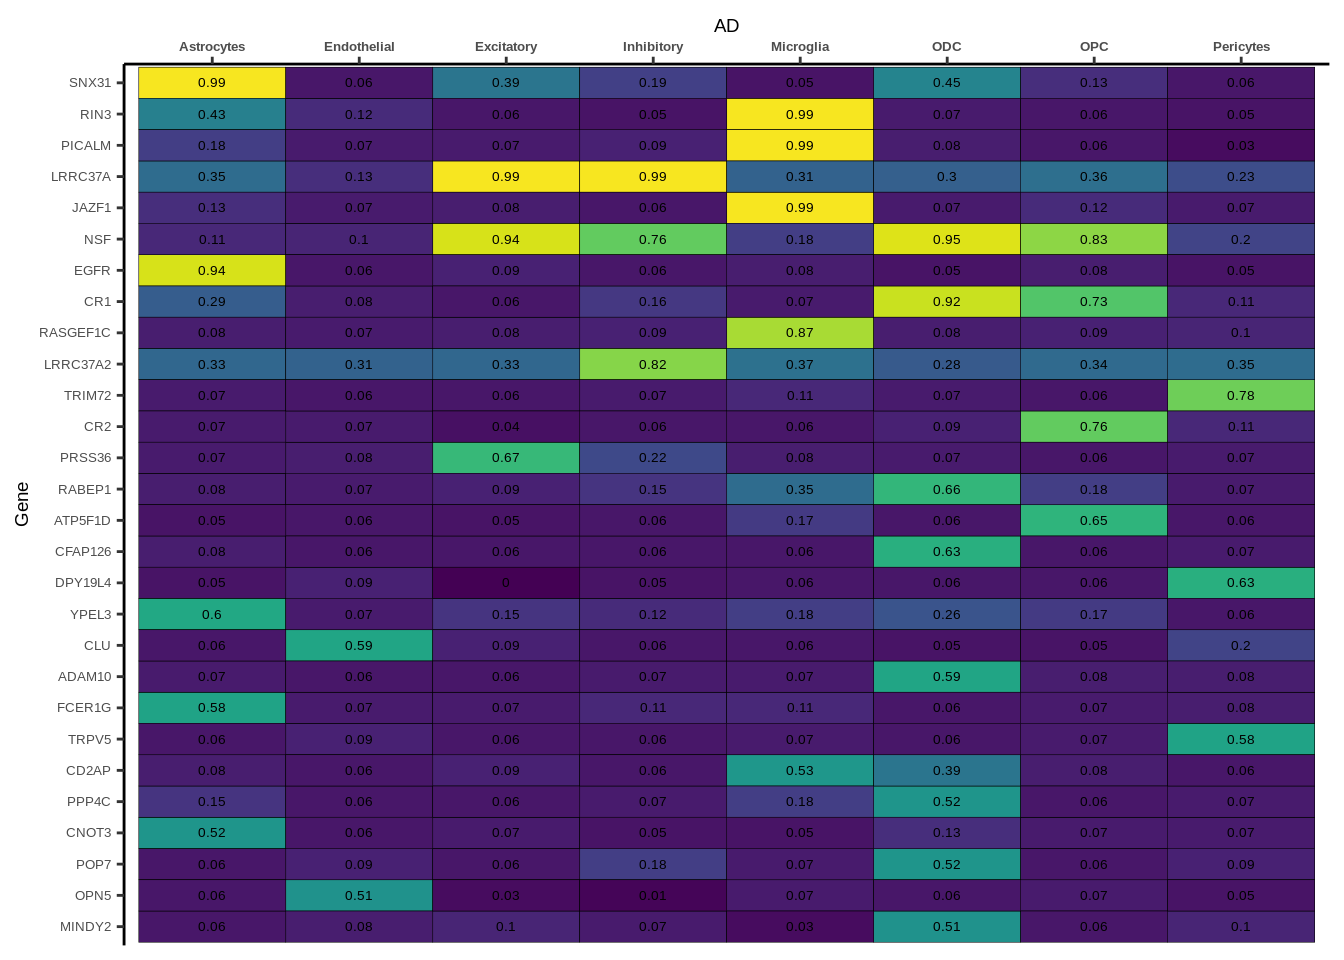 AD
Astrocytes Endothelial Excitatory Inhibitory Microglia ODC OPC Pericytes
SNX31 0.99 0.06 0.39 0.19 0.05 0.45 0.13 0.06
RIN3 0.43 0.12 0.06 0.05 0.99 0.07 0.06 0.05
PICALM 0.18 0.07 0.07 0.09 0.99 0.08 0.06 0.03
LRRC37A 0.35 0.13 0.99 0.99 0.31 0.3 0.36 0.23
JAZF1 0.13 0.07 0.08 0.06 0.99 0.07 0.12 0.07
NSF 0.11 0.1 0.94 0.76 0.18 0.95 0.83 0.2
EGFR 0.94 0.06 0.09 0.06 0.08 0.05 0.08 0.05
CR1 0.29 0.08 0.06 0.16 0.07 0.92 0.73 0.11
RASGEF1C 0.08 0.07 0.08 0.09 0.87 0.08 0.09 0.1
LRRC37A2 0.33 0.31 0.33 0.82 0.37 0.28 0.34 0.35
TRIM72 0.07 0.06 0.06 0.07 0.11 0.07 0.06 0.78
CR2 0.07 0.07 0.04 0.06 0.06 0.09 0.76 0.11
PRSS36 0.07 0.08 0.67 0.22 0.08 0.07 0.06 0.07
RABEP1 0.08 0.07 0.09 0.15 0.35 0.66 0.18 0.07
Gene
ATP5F1D 0.05 0.06 0.05 0.06 0.17 0.06 0.65 0.06
CFAP126 0.08 0.06 0.06 0.06 0.06 0.63 0.06 0.07
DPY19L4 0.05 0.09 0 0.05 0.06 0.06 0.06 0.63
YPEL3 0.6 0.07 0.15 0.12 0.18 0.26 0.17 0.06
CLU 0.06 0.59 0.09 0.06 0.06 0.05 0.05 0.2
ADAM10 0.07 0.06 0.06 0.07 0.07 0.59 0.08 0.08
FCER1G 0.58 0.07 0.07 0.11 0.11 0.06 0.07 0.08
TRPV5 0.06 0.09 0.06 0.06 0.07 0.06 0.07 0.58
CD2AP 0.08 0.06 0.09 0.06 0.53 0.39 0.08 0.06
PPP4C 0.15 0.06 0.06 0.07 0.18 0.52 0.06 0.07
CNOT3 0.52 0.06 0.07 0.05 0.05 0.13 0.07 0.07
POP7 0.06 0.09 0.06 0.18 0.07 0.52 0.06 0.09
OPN5 0.06 0.51 0.03 0.01 0.07 0.06 0.07 0.05
MINDY2 0.06 0.08 0.1 0.07 0.03 0.51 0.06 0.1